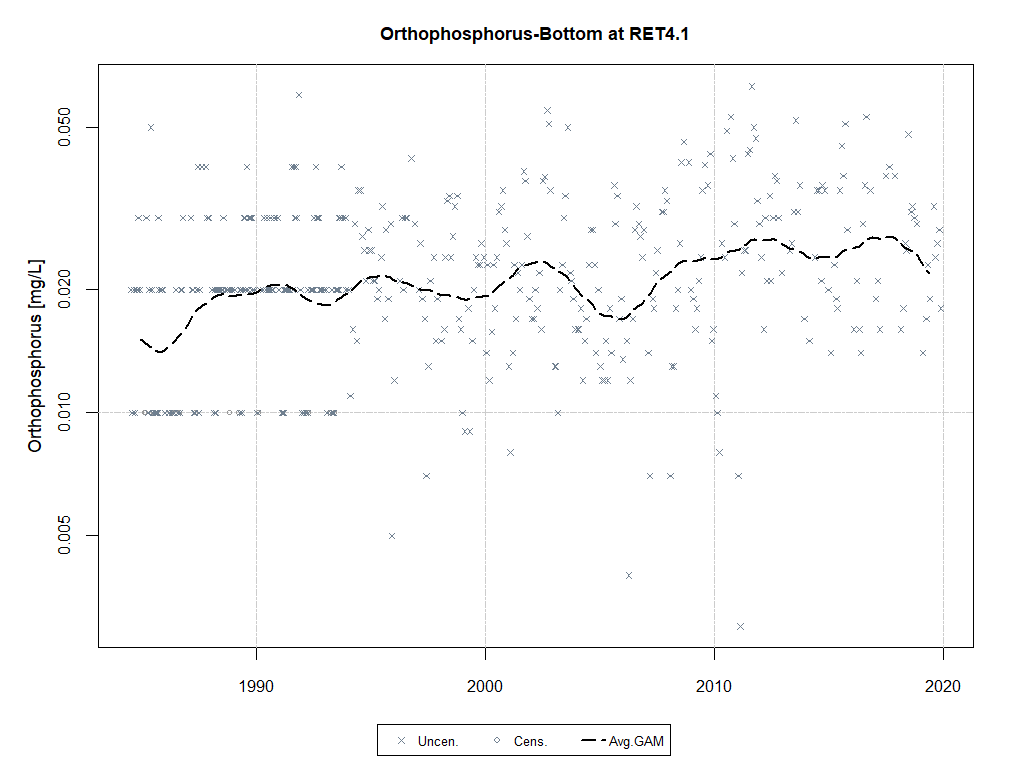 Orthophosphorus-Bottom at RET4.1
Orthophosphorus [mg/L]
0.050
0.020
0.010
0.005
1990 2000 2010 2020
Uncen. Cens. Avg.GAM